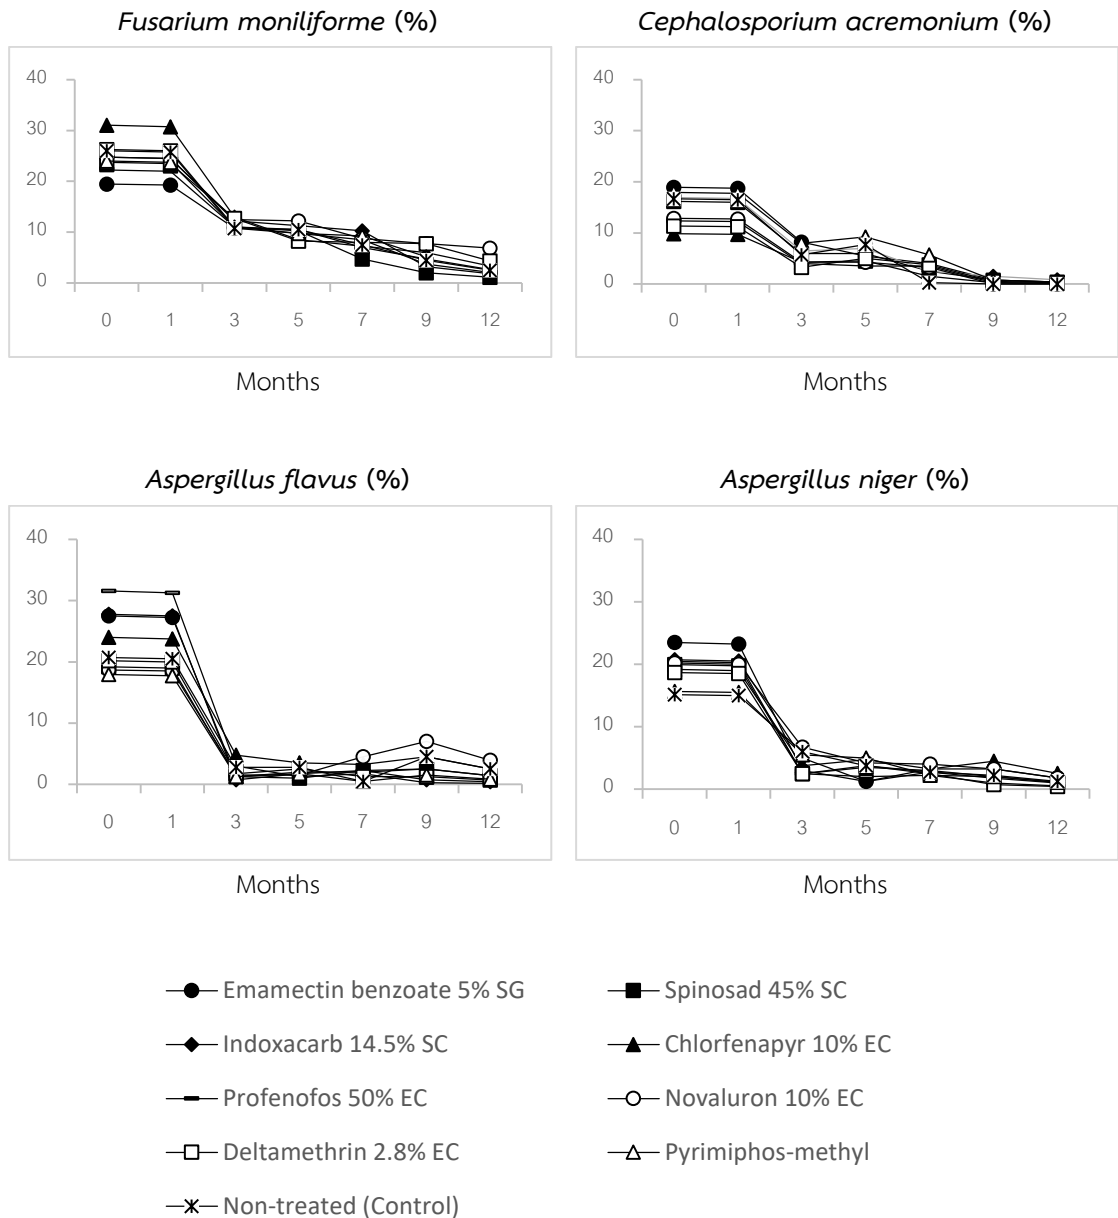 Fusarium moniliforme (%)
40
30
20
10
0
0 1 3 5 7 9 12
Months
Cephalosporium acremonium (%)
40
30
20
10
0
0 1 3 5 7 9 12
Months
Aspergillus flavus (%)
40
30
20
10
0
0 1 3 5 7 9 12
Months
Aspergillus niger (%)
40
30
20
10
0
0 1 3 5 7 9 12
Months
Emamectin benzoate 5% SG
Spinosad 45% SC
Indoxacarb 14.5% SC
Chlorfenapyr 10% EC
Profenofos 50% EC
Novaluron 10% EC
Deltamethrin 2.8% EC
Pyrimiphos-methyl
Non-treated (Control)